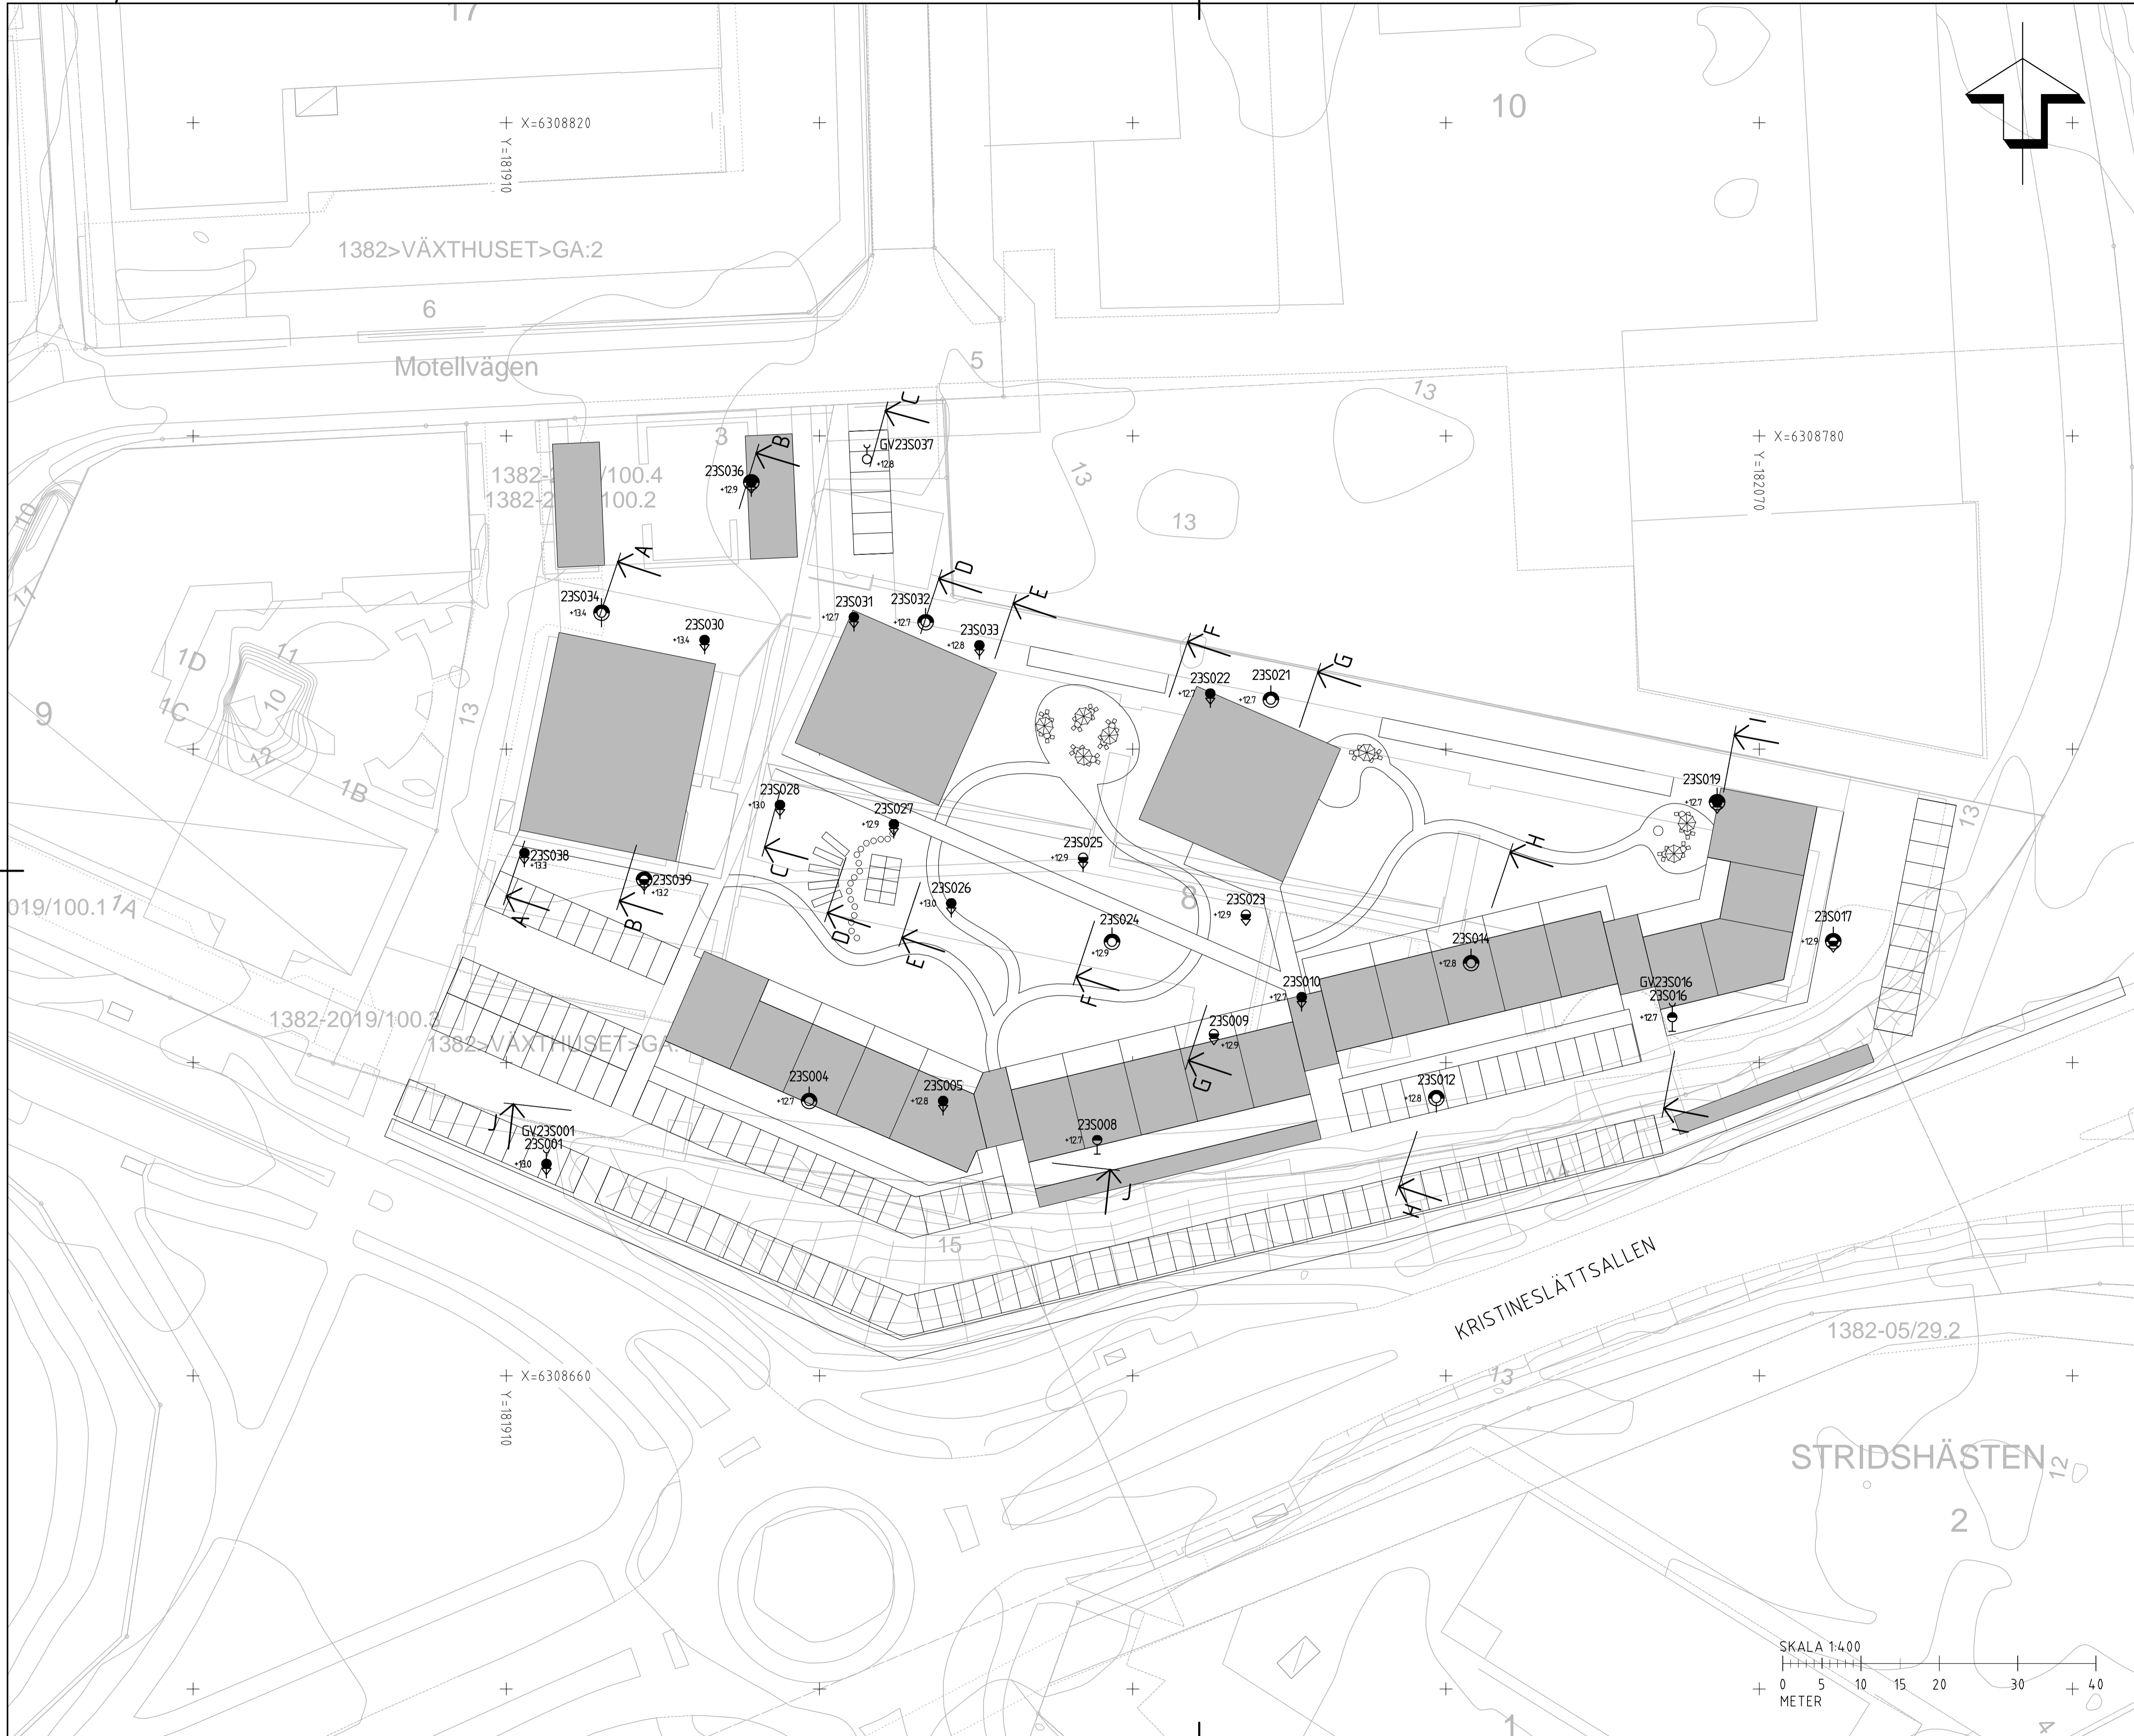 17
10
X=6308820
Y=181910
1382>VÄXTHUSET>GA:2
6
Motellvägen
5
13
C
3
B
GV23S037
+12.8
X=6308780
Y=182070
13
23S036
+12.9
/100.4
/100.2
10
13
A
D
E
11
23S034
+13.4
23S031
+12.7
23S032
+12.7
23S030
+13.4
23S033
+12.8
F
G
1D
11
10
23S022
+12.7
23S021
+12.7
9
1C
13
I
12
1B
23S028
+13.0
23S019
+12.7
23S027
+12.9
13
H
23S025
+12.9
23S038
+13.3
C
23S039
+13.2
019/100.1
1A
A
B
23S026
+13.0
8
23S023
+12.9
D
23S024
+12.9
23S017
+12.9
E
23S014
+12.8
F
23S010
+12.7
GV23S016
23S016
+12.7
1382-2019/100.3
1382>VÄXTHUSET>GA:
23S009
+12.9
G
23S004
+12.7
23S005
+12.8
23S012
+12.8
J
GV23S001
23S001
+13.0
23S008
+12.7
I
14
J
K
15
KRISTINESLÄTTSALLEN
1382-05/29.2
X=6308660
Y=181910
13
STRIDSHÄSTEN
12
2
SKALA 1:400
0 5 10 15 20 30 40
METER
1
4